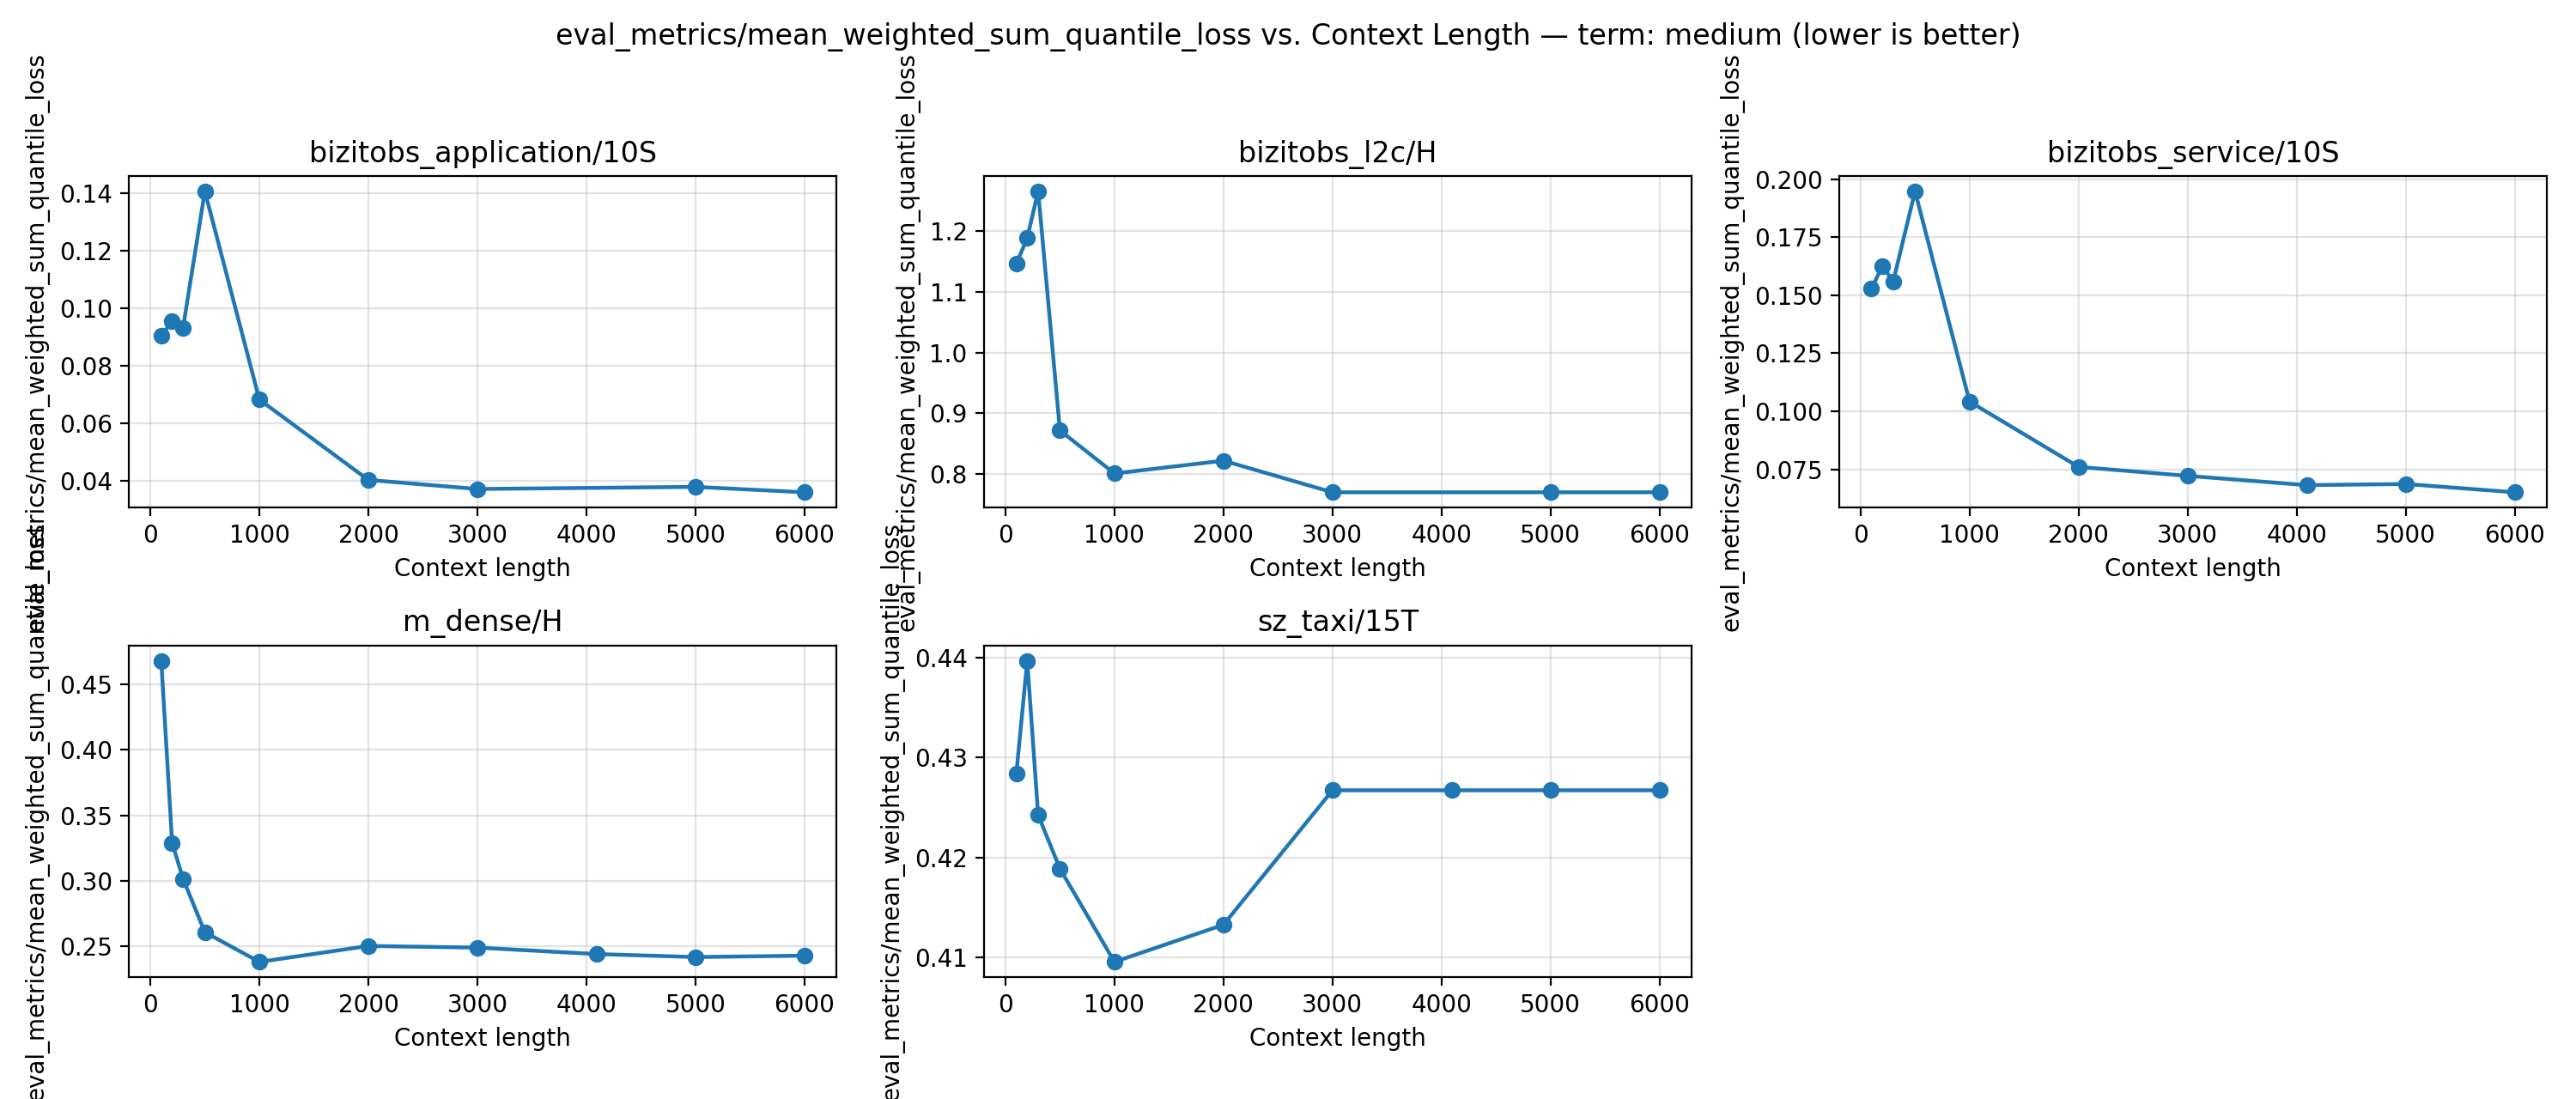 eval_metrics/mean_weighted_sum_quantile_loss vs. Context Length — term: medium (lower is better)
bizitobs_application/10S
eval_metrics/mean_weighted_sum_quantile_loss
0.14
0.12
0.10
0.08
0.06
0.04
0 1000 2000 3000 4000 5000 6000
Context length
bizitobs_l2c/H
eval_metrics/mean_weighted_sum_quantile_loss
1.2
1.1
1.0
0.9
0.8
0 1000 2000 3000 4000 5000 6000
Context length
bizitobs_service/10S
eval_metrics/mean_weighted_sum_quantile_loss
0.200
0.175
0.150
0.125
0.100
0.075
0 1000 2000 3000 4000 5000 6000
Context length
m_dense/H
eval_metrics/mean_weighted_sum_quantile_loss
0.45
0.40
0.35
0.30
0.25
0 1000 2000 3000 4000 5000 6000
Context length
sz_taxi/15T
eval_metrics/mean_weighted_sum_quantile_loss
0.44
0.43
0.42
0.41
0 1000 2000 3000 4000 5000 6000
Context length